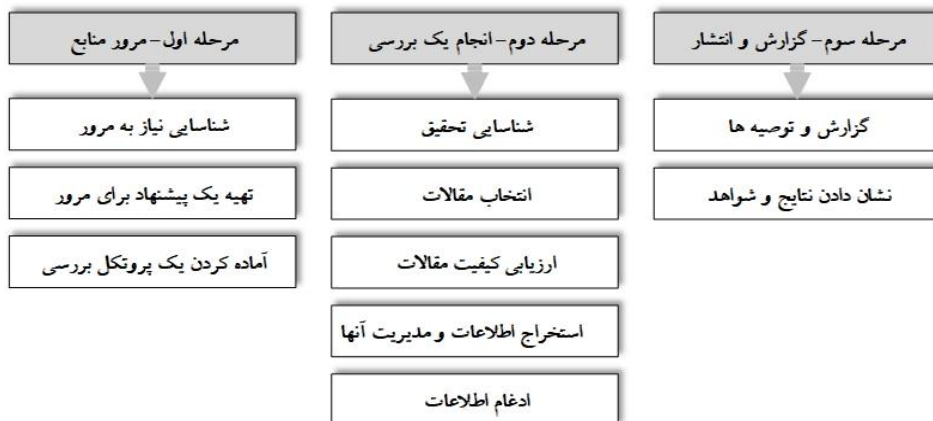 مرحله اول- مرور منابع
شناسایی نیاز به مرور
تهیه یک پیشنهاد برای مرور
آماده کردن یک پروتکل بررسی
مرحله دوم- انجام یک بررسی
شناسایی تحقیق
انتخاب مقالات
ارزیابی کیفیت مقالات
استخراج اطلاعات و مدیریت آنها
ادغام اطلاعات
مرحله سوم- گزارش و انتشار
گزارش و توصیه ها
نشان دادن نتایج و شواهد